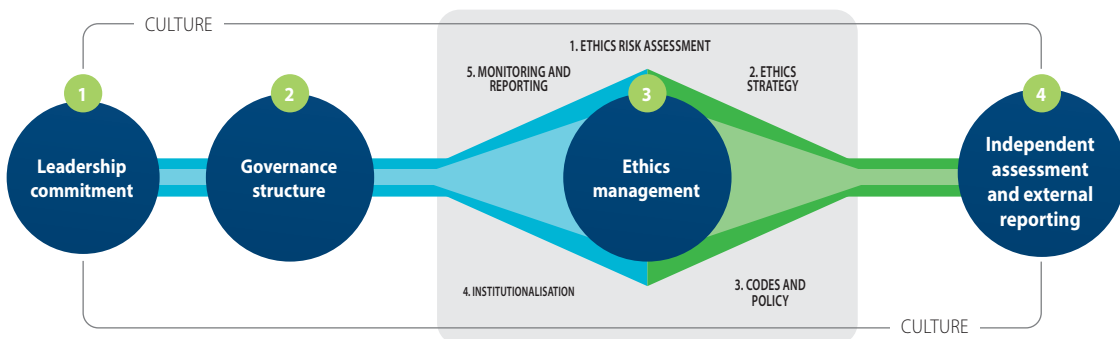 CULTURE
1. ETHICS RISK ASSESSMENT
5. MONITORING AND
REPORTING
2. ETHICS
STRATEGY
1
Leadership
commitment
2
Governance
structure
3
Ethics
management
4
Independent
assessment
and external
reporting
4. INSTITUTIONALISATION
3. CODES AND
POLICY
CULTURE